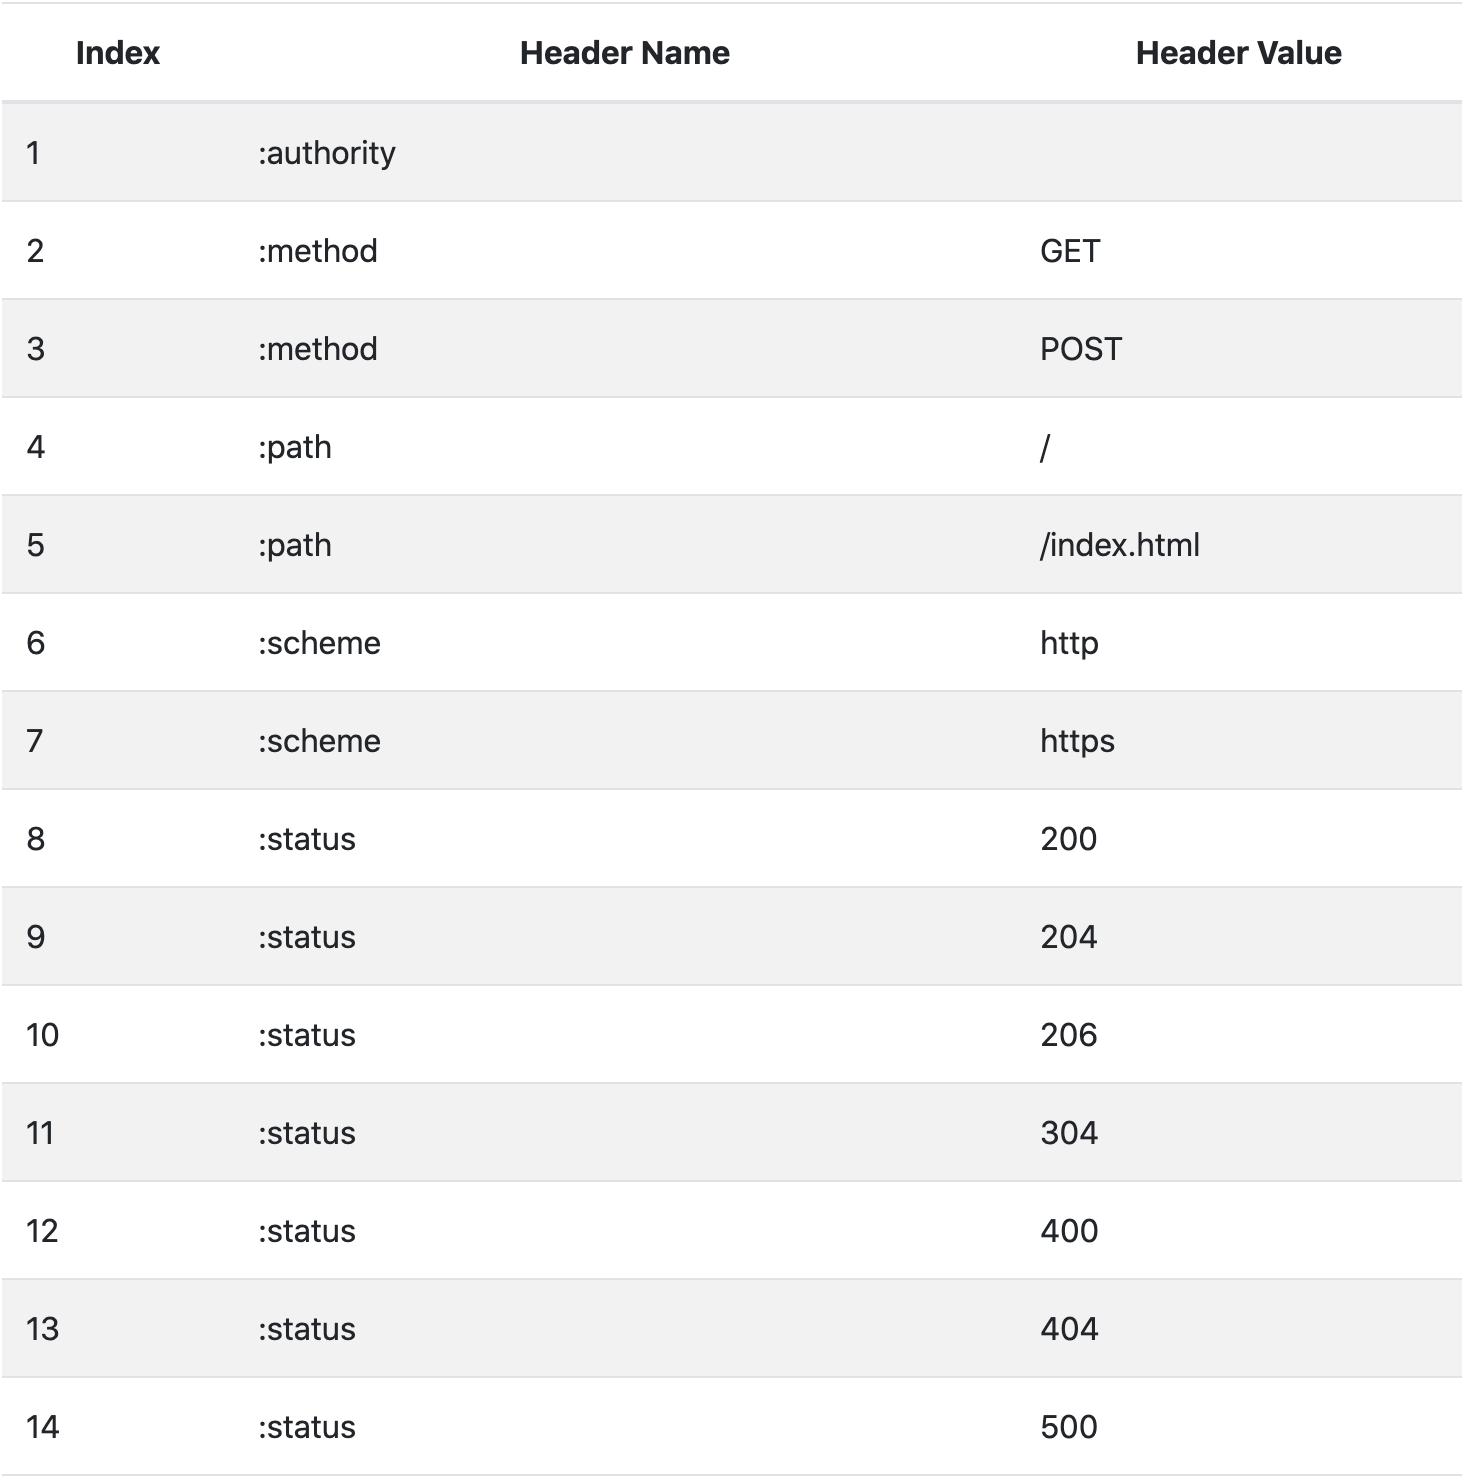 Index Header Name Header Value
1 :authority
2 :method GET
3 :method POST
4 :path /
5 :path /index.html
6 :scheme http
7 :scheme https
8 :status 200
9 :status 204
10 :status 206
11 :status 304
12 :status 400
13 :status 404
14 :status 500